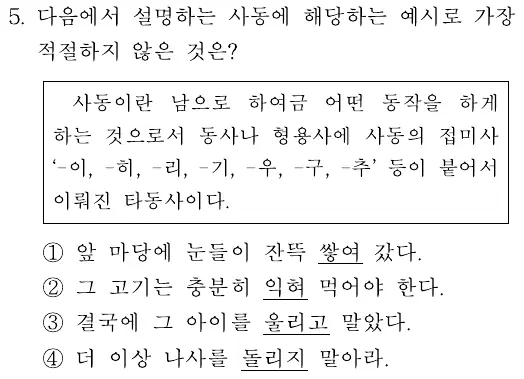 5. 다음에서 설명하는 사동에 해당하는 예시로 가장
적절하지 않은 것은?
사동이란 남으로 하여금 어떤 동작을 하게
하는 것으로서 동사나 형용사에 사동의 접미사
‘-이, -히, -리, -기, -우, -구, -추’ 등이 붙어서
이뤄진 타동사이다.
① 앞 마당에 눈들이 잔뜩 쌓여 갔다.
② 그 고기는 충분히 익혀 먹어야 한다.
③ 결국에 그 아이를 울리고 말았다.
④ 더 이상 나사를 돌리지 말아라.